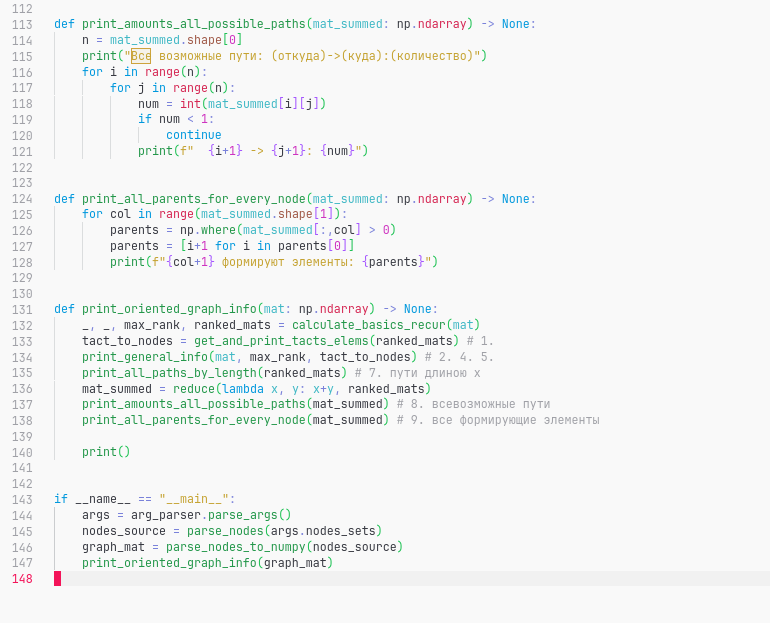 112
113 def print_amounts_all_possible_paths(mat_summed: np.ndarray) -> None:
114     n = mat_summed.shape[0]
115     print("Все возможные пути: (откуда)->(куда):(количество)")
116     for i in range(n):
117         for j in range(n):
118             num = int(mat_summed[i][j])
119             if num < 1:
120                 continue
121             print(f"  {i+1} -> {j+1}: {num}")
122
123
124 def print_all_parents_for_every_node(mat_summed: np.ndarray) -> None:
125     for col in range(mat_summed.shape[1]):
126         parents = np.where(mat_summed[:,col] > 0)
127         parents = [i+1 for i in parents[0]]
128         print(f"{col+1} формируют элементы: {parents}")
129
130
131 def print_oriented_graph_info(mat: np.ndarray) -> None:
132     _, _, max_rank, ranked_mats = calculate_basics_recur(mat)
133     tact_to_nodes = get_and_print_tacts_elems(ranked_mats) # 1.
134     print_general_info(mat, max_rank, tact_to_nodes) # 2. 4. 5.
135     print_all_paths_by_length(ranked_mats) # 7. пути длиною x
136     mat_summed = reduce(lambda x, y: x+y, ranked_mats)
137     print_amounts_all_possible_paths(mat_summed) # 8. всевозможные пути
138     print_all_parents_for_every_node(mat_summed) # 9. все формирующие элементы
139
140     print()
141
142
143 if __name__ == "__main__":
144     args = arg_parser.parse_args()
145     nodes_source = parse_nodes(args.nodes_sets)
146     graph_mat = parse_nodes_to_numpy(nodes_source)
147     print_oriented_graph_info(graph_mat)
148